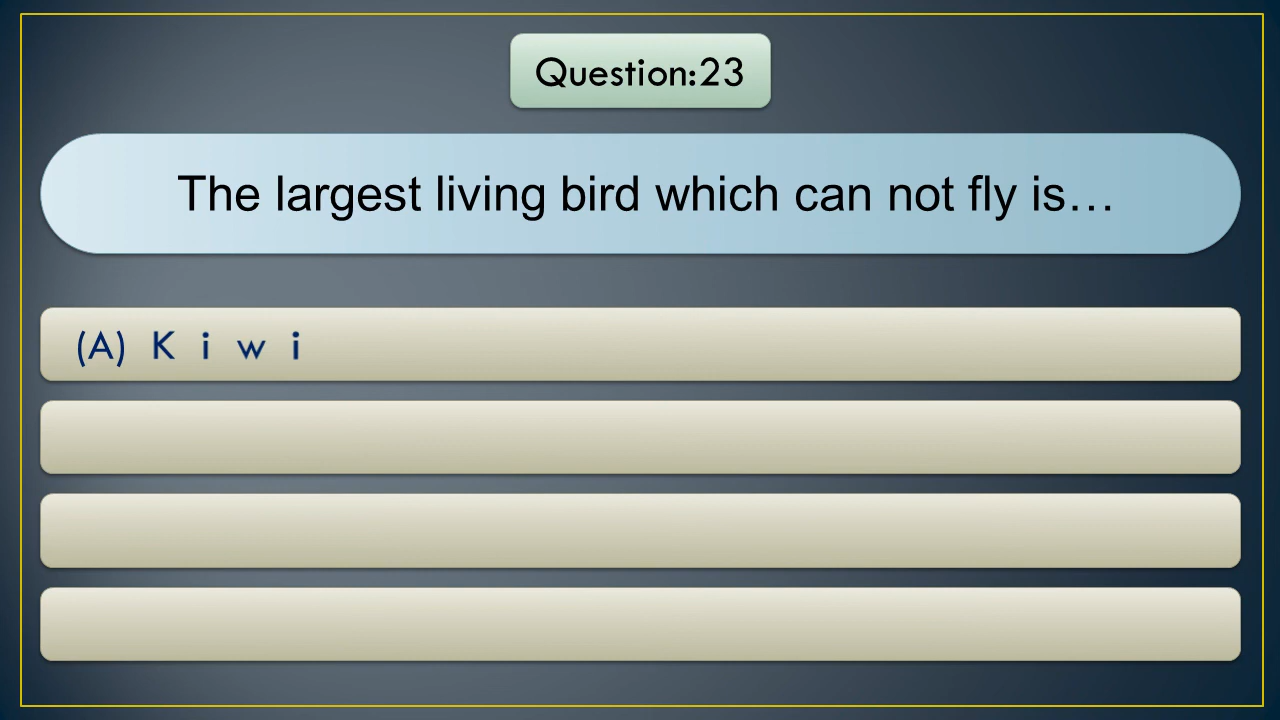 Question:23
The largest living bird which can not fly is…
(A) K i w i